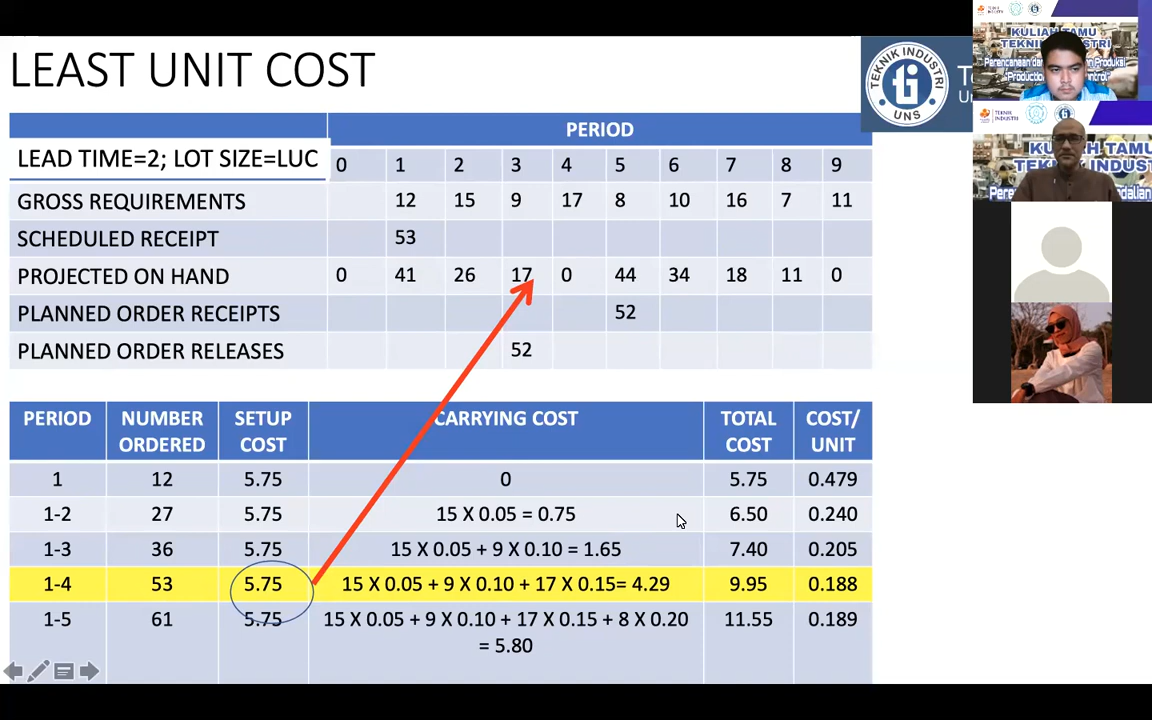 LEAST UNIT COST
TEKNIK INDUSTRI
UNS
PERIOD
LEAD TIME=2; LOT SIZE=LUC 0 1 2 3 4 5 6 7 8 9
GROSS REQUIREMENTS 12 15 9 17 8 10 16 7 11
SCHEDULED RECEIPT 53
PROJECTED ON HAND 0 41 26 17 0 44 34 18 11 0
PLANNED ORDER RECEIPTS 52
PLANNED ORDER RELEASES 52
PERIOD NUMBER ORDERED SETUP COST CARRYING COST TOTAL COST COST/ UNIT
1 12 5.75 0 5.75 0.479
1-2 27 5.75 15 X 0.05 = 0.75 6.50 0.240
1-3 36 5.75 15 X 0.05 + 9 X 0.10 = 1.65 7.40 0.205
1-4 53 5.75 15 X 0.05 + 9 X 0.10 + 17 X 0.15= 4.29 9.95 0.188
1-5 61 5.75 15 X 0.05 + 9 X 0.10 + 17 X 0.15 + 8 X 0.20 11.55 0.189
= 5.80
KULIAH TAMU